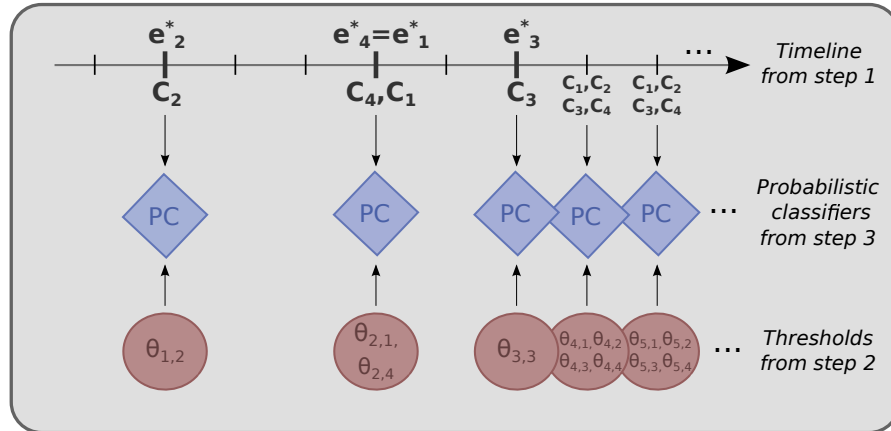 e*2 e*4=e*1 e*3 ...
C2 C4,C1 C3 C1,C2 C1,C2
C3,C4 C3,C4
Timeline
from step 1
PC PC PC PC PC ...
Probabilistic
classifiers
from step 3
θ1,2 θ2,1, θ3,3 θ4,1,θ4,2 θ5,1,θ5,2 ...
θ2,4 θ4,3,θ4,4 θ5,3,θ5,4
Thresholds
from step 2